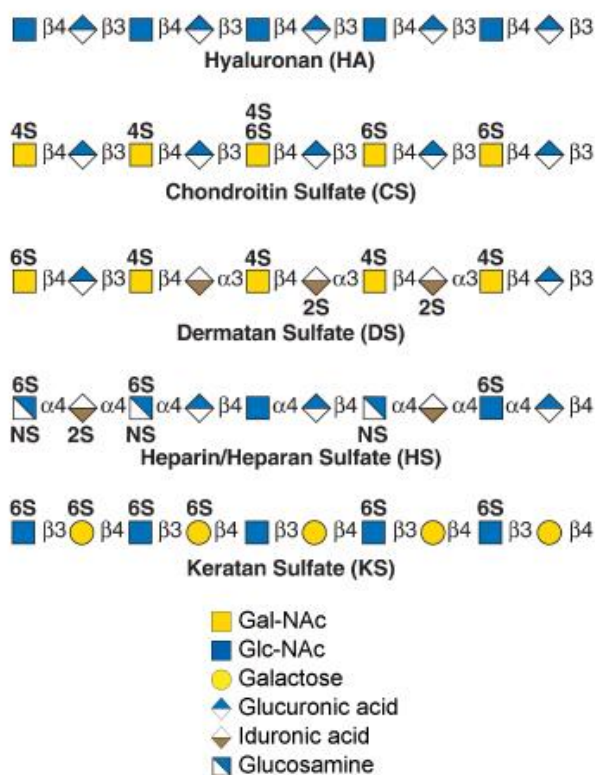 β4 β3 β4 β3 β4 β3 β4 β3 β4 β3
Hyaluronan (HA)
4S
4S 4S 6S 6S 6S
β4 β3 β4 β3 β4 β3 β4 β3 β4 β3
Chondroitin Sulfate (CS)
6S 4S 4S 4S 4S
β4 β3 β4 α3 β4 α3 β4 α3 β4 β3
2S 2S
Dermatan Sulfate (DS)
6S 6S 6S
α4 α4 α4 β4 α4 β4 α4 α4 α4 β4
NS 2S NS NS
Heparin/Heparan Sulfate (HS)
6S 6S 6S 6S 6S 6S
β3 β4 β3 β4 β3 β4 β3 β4 β3 β4
Keratan Sulfate (KS)
Gal-NAc
Glc-NAc
Galactose
Glucuronic acid
Iduronic acid
Glucosamine